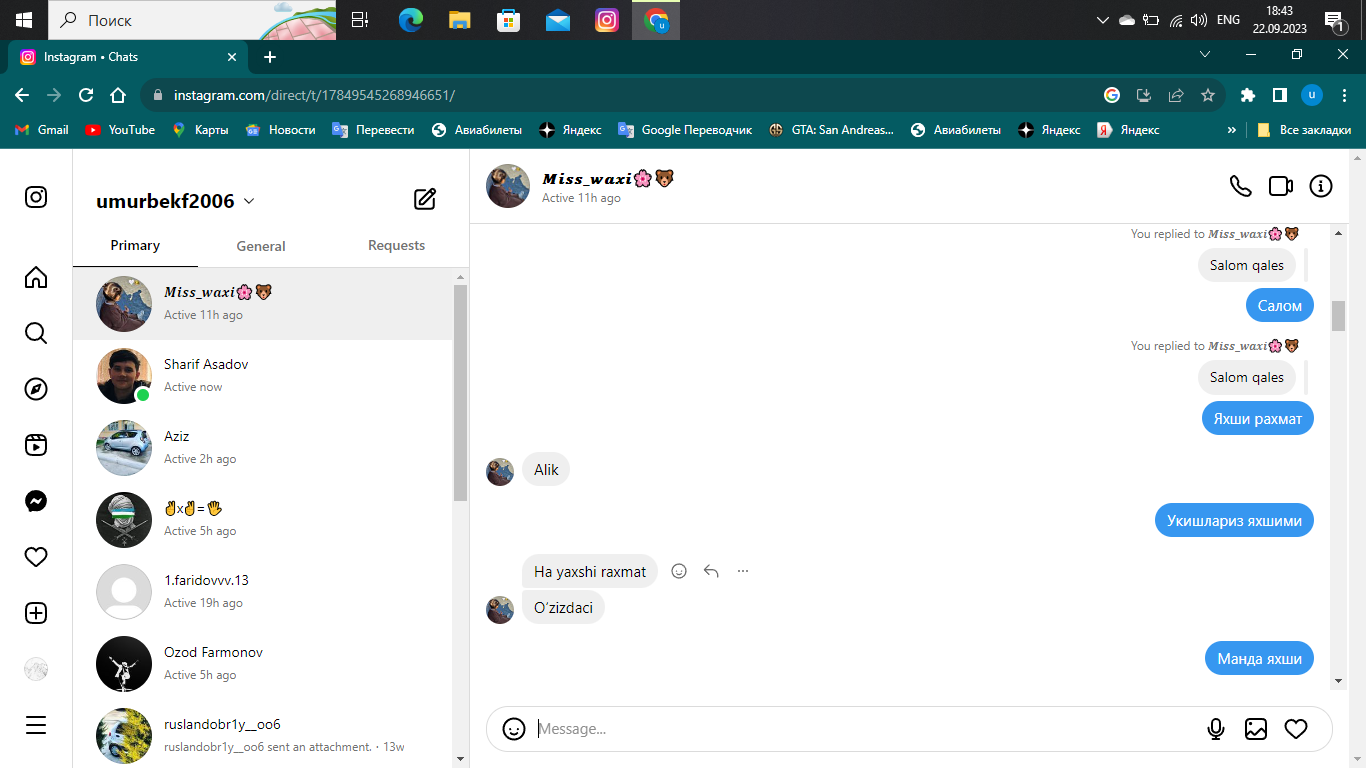 Поиск
ENG
18:43
22.09.2023
1
Instagram • Chats
instagram.com/direct/t/17849545268946651/
u
Gmail
YouTube
Карты
Новости
Перевести
Авиабилеты
Яндекс
Google Переводчик
GTA: San Andreas...
Авиабилеты
Яндекс
Яндекс
»
Все закладки
umurbekf2006
Primary
General
Requests
𝑴𝒊𝒔𝒔_𝒘𝒂𝒙𝒊🌸🐻
Active 11h ago
Sharif Asadov
Active now
Aziz
Active 2h ago
✌️x✌️=🖐️
Active 5h ago
1.faridovvv.13
Active 19h ago
Ozod Farmonov
Active 5h ago
ruslandobr1y__oo6
ruslandobr1y__oo6 sent an attachment. · 13w
𝑴𝒊𝒔𝒔_𝒘𝒂𝒙𝒊🌸🐻
Active 11h ago
You replied to 𝑴𝒊𝒔𝒔_𝒘𝒂𝒙𝒊🌸🐻
Salom qales
Салом
You replied to 𝑴𝒊𝒔𝒔_𝒘𝒂𝒙𝒊🌸🐻
Salom qales
Яхши рахмат
Alik
Укишлариз яхшими
Ha yaxshi raxmat
O‘zizdaci
Манда яхши
Message...